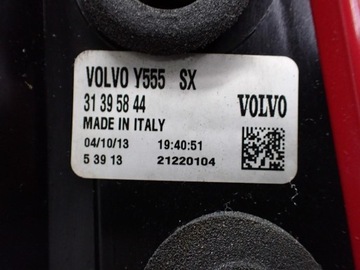 VOLVO Y555 SX
31 39 58 44
VOLVO
MADE IN ITALY
04/10/13 19:40:51
5 39 13 21220104